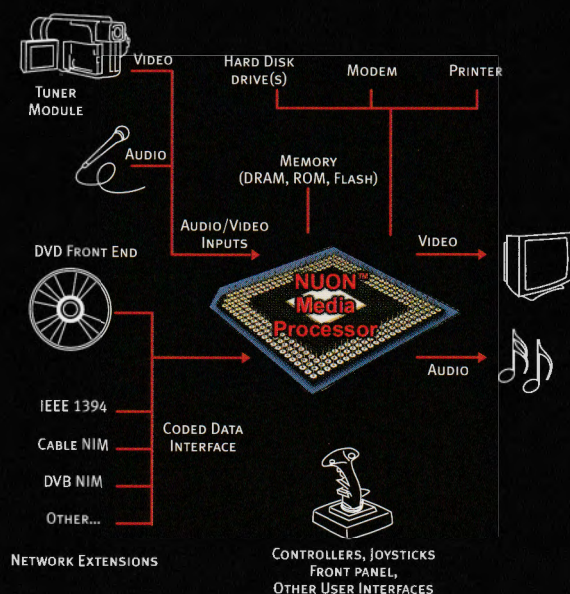 VIDEO
TUNER
MODULE
HARD DISK
DRIVE(S)
MODEM
PRINTER
AUDIO
MEMORY
(DRAM, ROM, FLASH)
AUDIO/VIDEO
INPUTS
VIDEO
DVD FRONT END
NUON™
Media
Processor
AUDIO
IEEE 1394
CODED DATA
INTERFACE
CABLE NIM
DVB NIM
OTHER...
NETWORK EXTENSIONS
CONTROLLERS, JOYSTICKS
FRONT PANEL,
OTHER USER INTERFACES